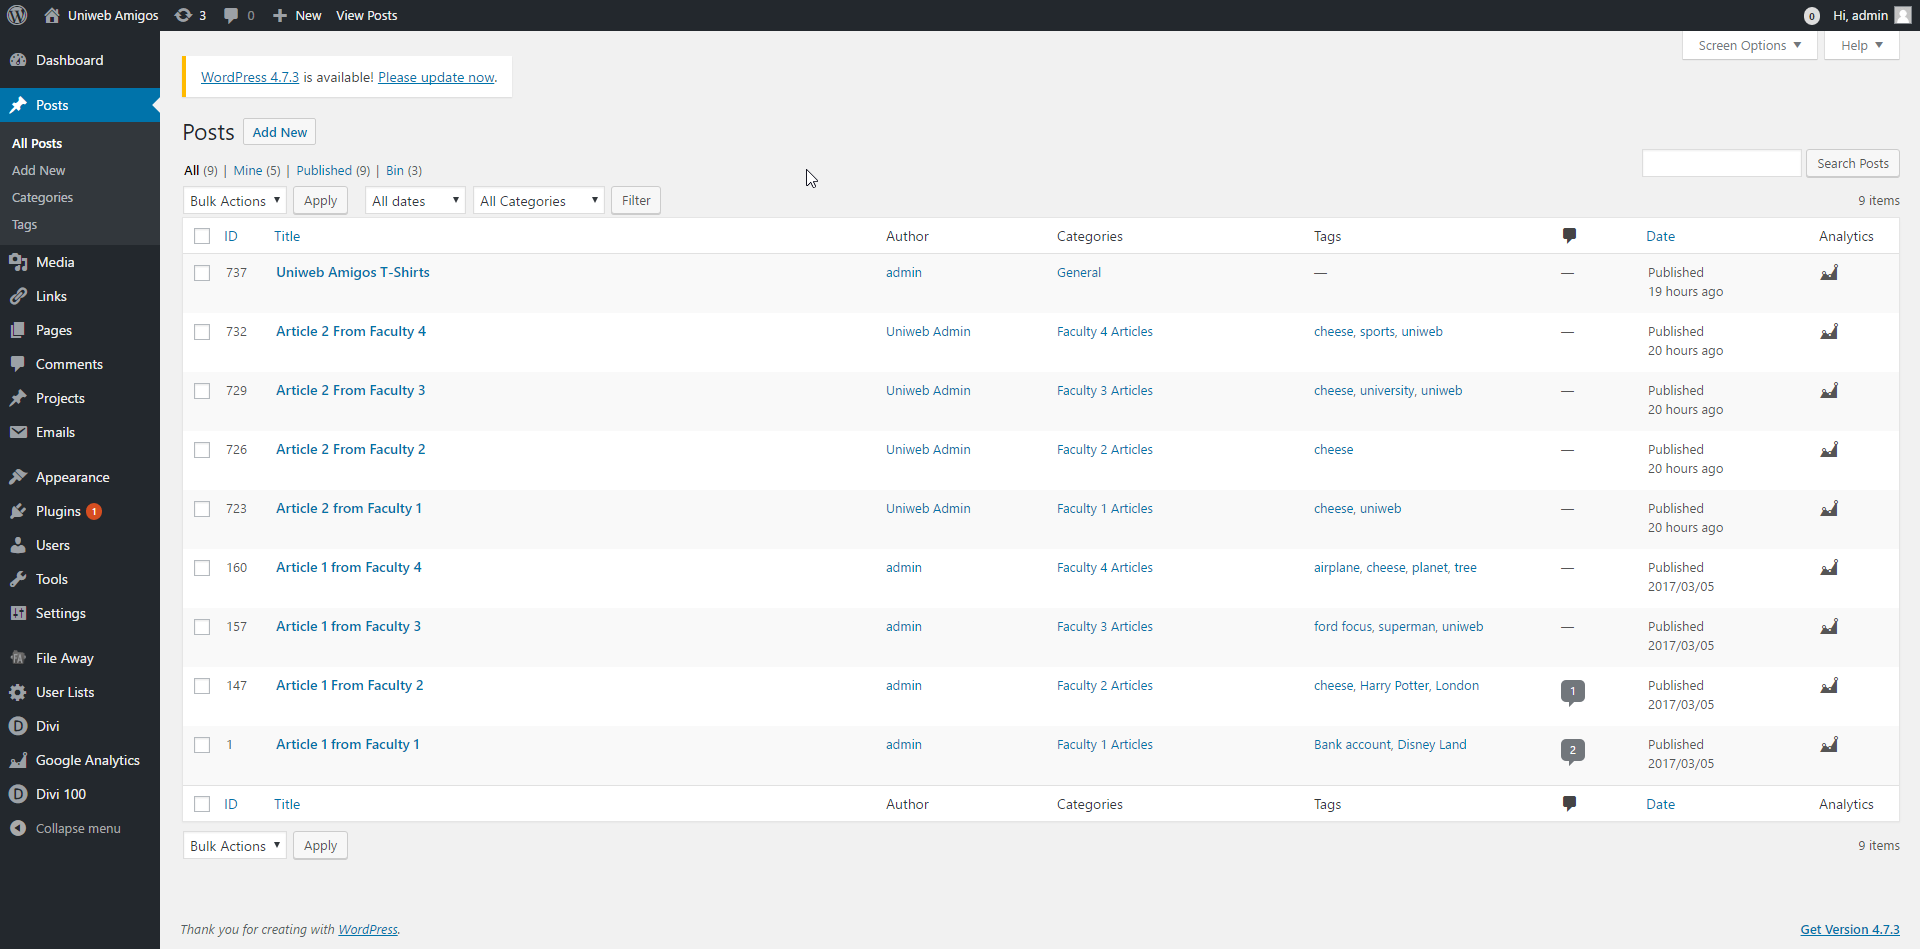 Uniweb Amigos 3 0 New View Posts 0 Hi, admin
Screen Options Help
Dashboard
Posts
All Posts
Add New
Categories
Tags
Media
Links
Pages
Comments
Projects
Emails
Appearance
Plugins 1
Users
Tools
Settings
File Away
User Lists
Divi
Google Analytics
Divi 100
Collapse menu
WordPress 4.7.3 is available! Please update now.
Posts Add New
All (9) | Mine (5) | Published (9) | Bin (3)
Search Posts
Bulk Actions Apply All dates All Categories Filter 9 items
ID Title Author Categories Tags Date Analytics
737 Uniweb Amigos T-Shirts admin General — — Published
19 hours ago
732 Article 2 From Faculty 4 Uniweb Admin Faculty 4 Articles cheese, sports, uniweb — Published
20 hours ago
729 Article 2 From Faculty 3 Uniweb Admin Faculty 3 Articles cheese, university, uniweb — Published
20 hours ago
726 Article 2 From Faculty 2 Uniweb Admin Faculty 2 Articles cheese — Published
20 hours ago
723 Article 2 from Faculty 1 Uniweb Admin Faculty 1 Articles cheese, uniweb — Published
20 hours ago
160 Article 1 from Faculty 4 admin Faculty 4 Articles airplane, cheese, planet, tree — Published
2017/03/05
157 Article 1 from Faculty 3 admin Faculty 3 Articles ford focus, superman, uniweb — Published
2017/03/05
147 Article 1 From Faculty 2 admin Faculty 2 Articles cheese, Harry Potter, London 1 Published
2017/03/05
1 Article 1 from Faculty 1 admin Faculty 1 Articles Bank account, Disney Land 2 Published
2017/03/05
ID Title Author Categories Tags Date Analytics
Bulk Actions Apply 9 items
Thank you for creating with WordPress. Get Version 4.7.3